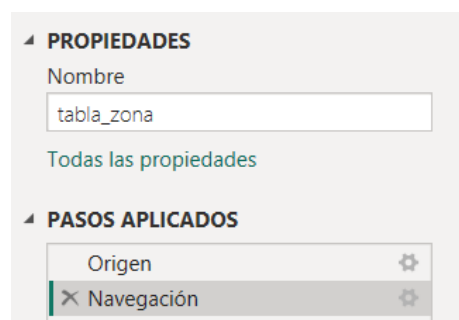 PROPIEDADES
Nombre
tabla_zona
Todas las propiedades
PASOS APLICADOS
Origen
Navegación